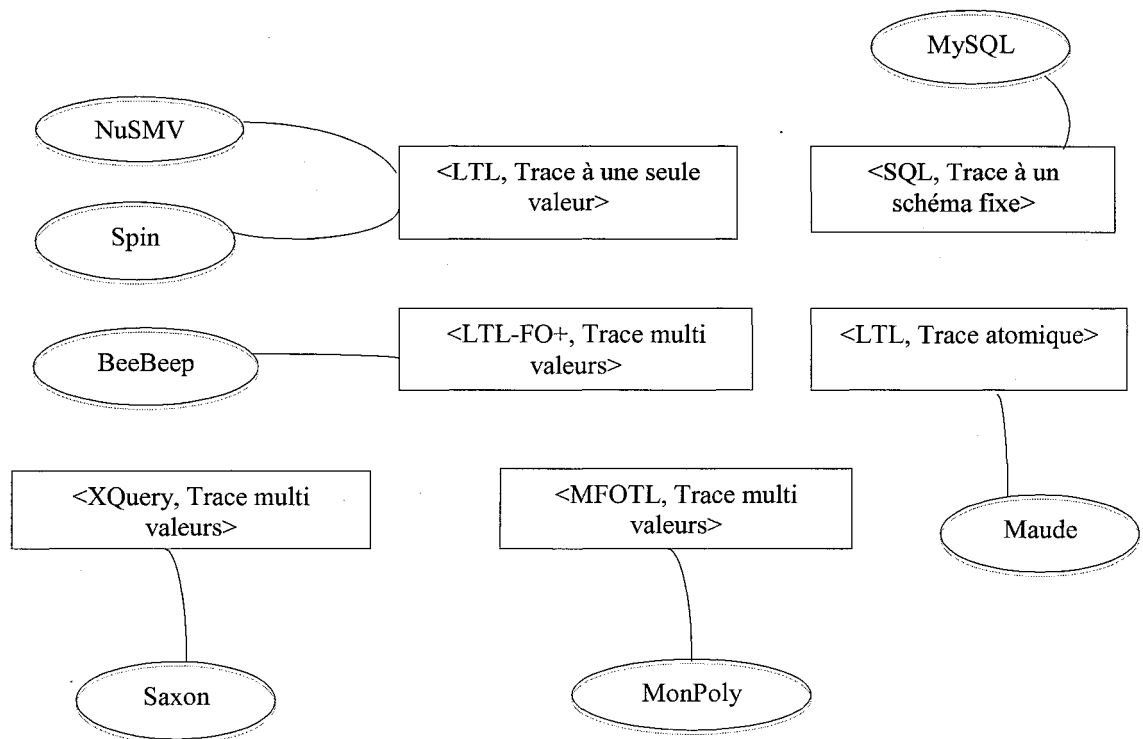 MySQL
NuSMV
<LTL, Trace à une seule
valeur>
<SQL, Trace à un
schéma fixe>
Spin
BeeBeep
<LTL-FO+, Trace multi
valeurs>
<LTL, Trace atomique>
<XQuery, Trace multi
valeurs>
<MFOTL, Trace multi
valeurs>
Maude
Saxon
MonPoly